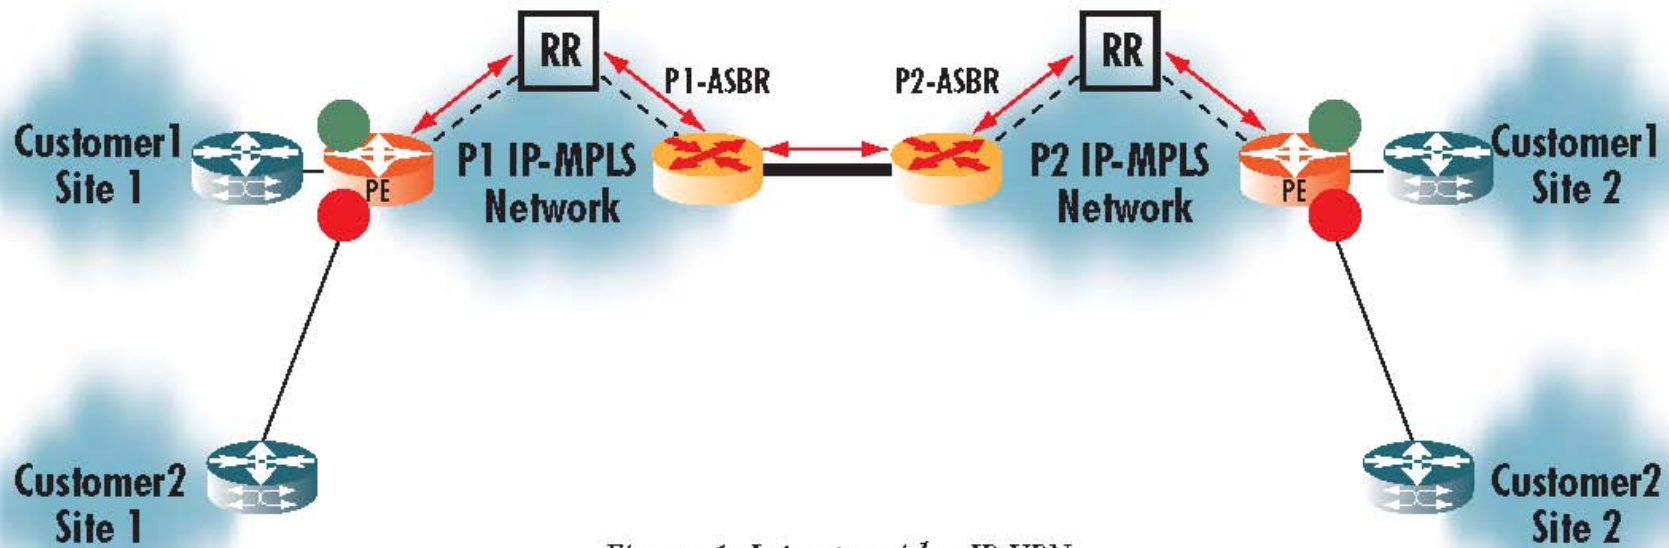 RR
RR
P1-ASBR
P2-ASBR
Customer1
Site 1
PE
P1 IP-MPLS
Network
P2 IP-MPLS
Network
PE
Customer1
Site 2
Customer2
Site 1
Customer2
Site 2